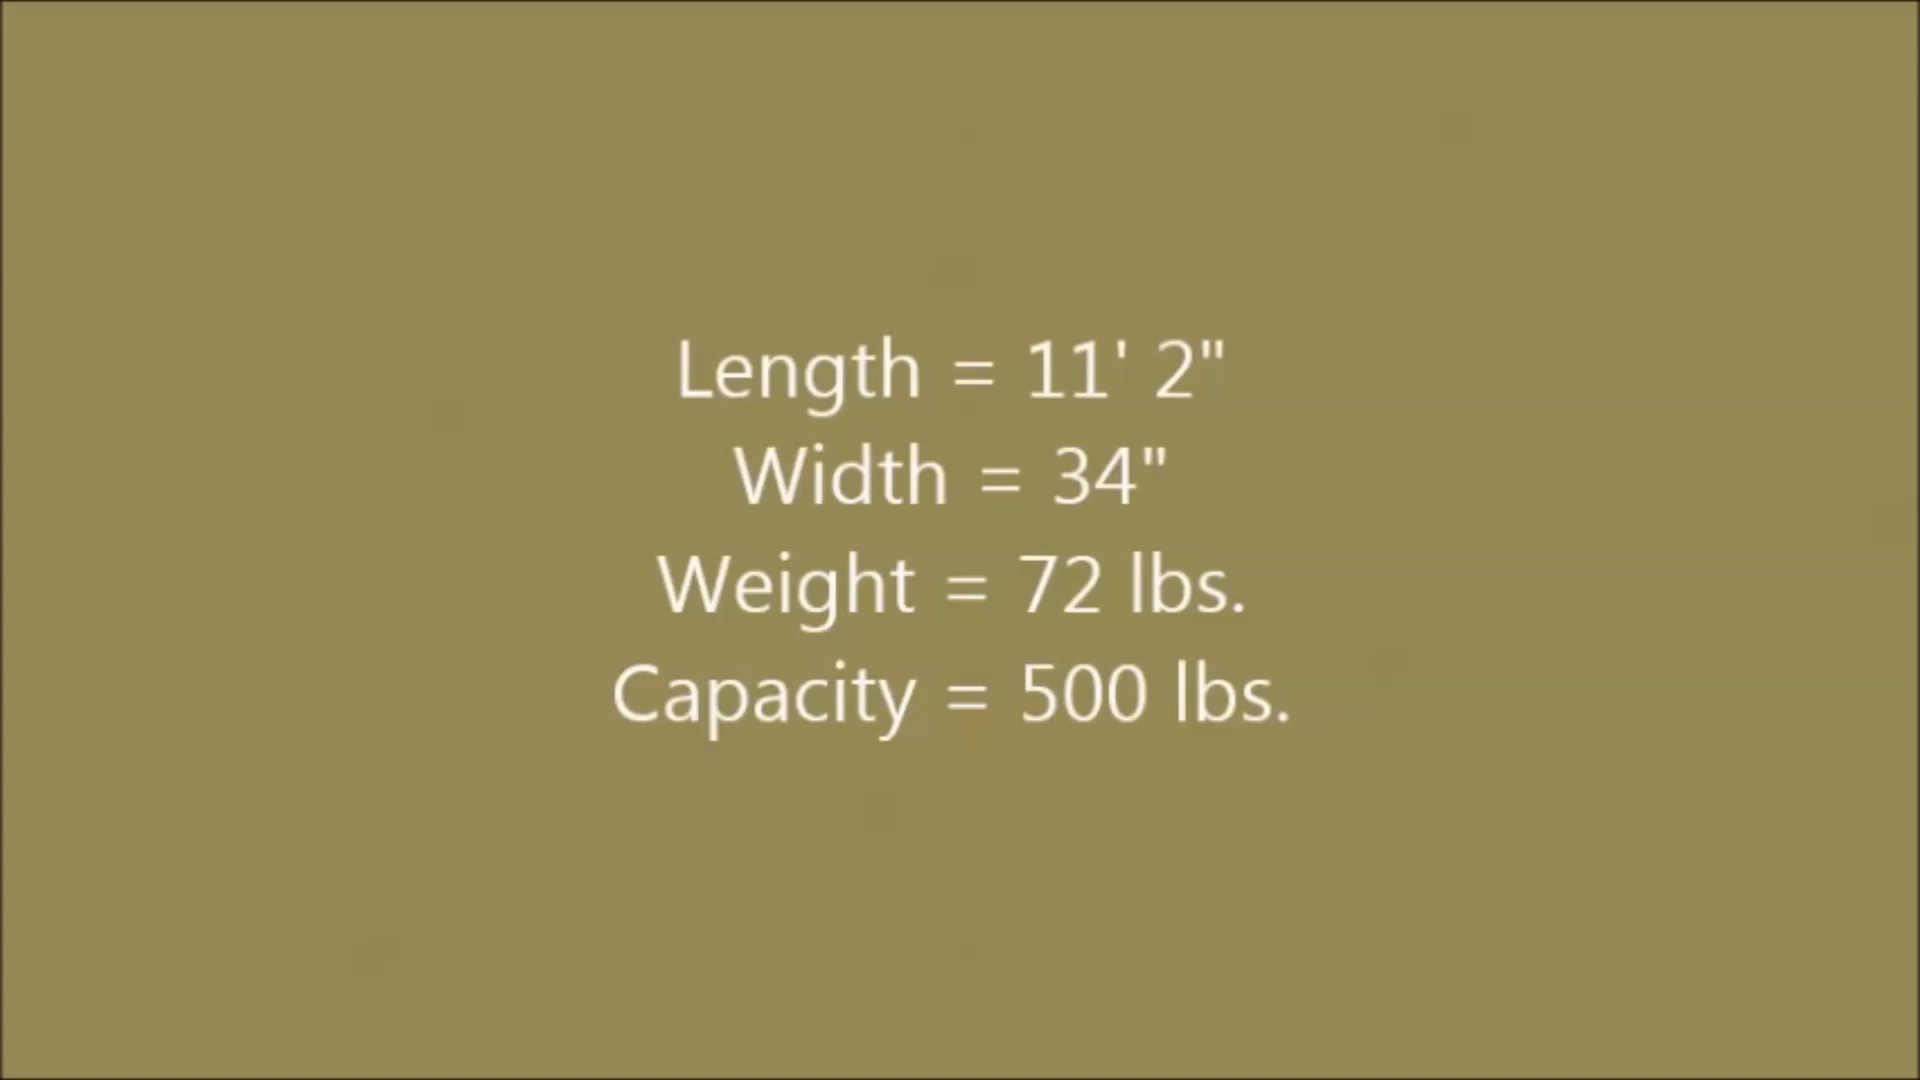 Length = 11' 2"
Width = 34"
Weight = 72 lbs.
Capacity = 500 lbs.